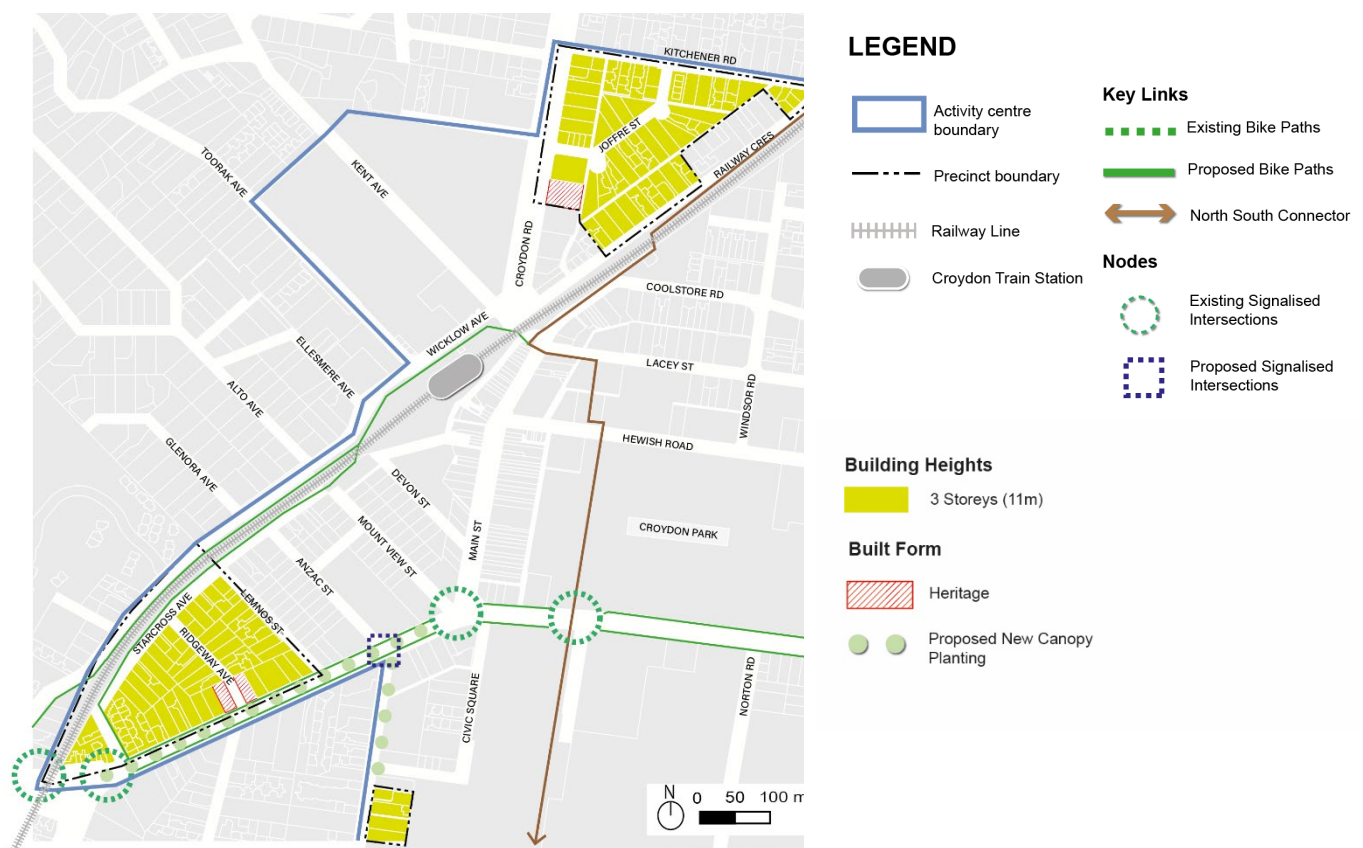 KITCHENER RD
JOFFRE ST
RAILWAY CRES
TOORAK AVE
KENT AVE
CROYDON RD
COOLSTORE RD
WICKLOW AVE
ELLESMERE AVE
LACEY ST
ALTO AVE
WINDSOR RD
HEWISH ROAD
GLENORA AVE
DEVON ST
MOUNT VIEW ST
MAIN ST
CROYDON PARK
ANZAC ST
LEMNOS ST
STARCROSS AVE
RIDGEWAY AVE
CIVIC SQUARE
NORTON RD
N
0 50 100 m
LEGEND
Activity centre
boundary
Precinct boundary
Railway Line
Croydon Train Station
Key Links
Existing Bike Paths
Proposed Bike Paths
North South Connector
Nodes
Existing Signalised
Intersections
Proposed Signalised
Intersections
Building Heights
3 Storeys (11m)
Built Form
Heritage
Proposed New Canopy
Planting